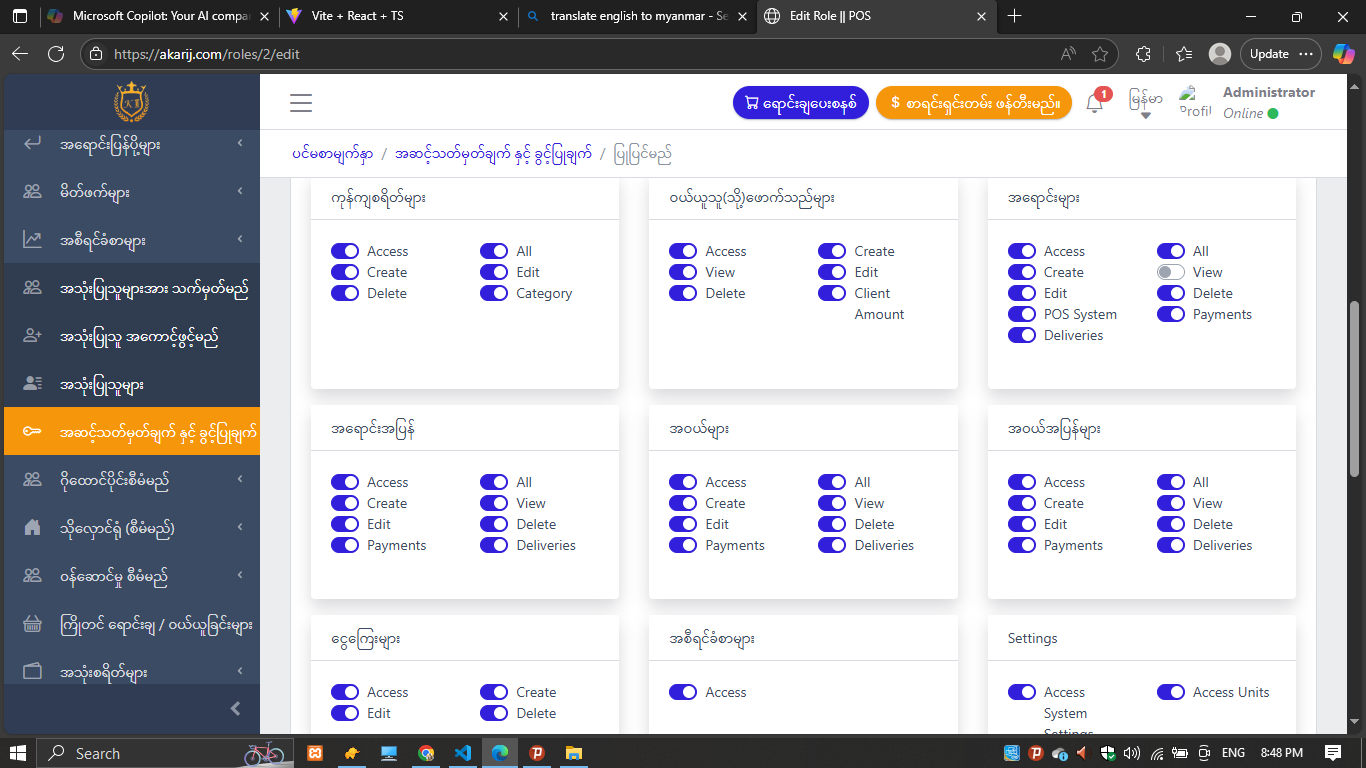 Microsoft Copilot: Your AI compa
Vite + React + TS
translate english to myanmar - Se
Edit Role || POS
https://akarij.com/roles/2/edit
Update
ရောင်းချပေးစနစ်
$ စာရင်းရှင်းတမ်း ဖန်တီးမည်။
1
မြန်မာ
Profil
Administrator
Online
ပင်မစာမျက်နှာ / အဆင့်သတ်မှတ်ချက် နှင့် ခွင့်ပြုချက် / ပြုပြင်မည်
အရောင်းပြန်ပို့များ
မိတ်ဖက်များ
အစီရင်ခံစာများ
အသုံးပြုသူများအား သက်မှတ်မည်
အသုံးပြုသူ အကောင့်ဖွင့်မည်
အသုံးပြုသူများ
အဆင့်သတ်မှတ်ချက် နှင့် ခွင့်ပြုချက်
ဂိုထောင်ပိုင်းစီမံမည်
သိုလှောင်ရုံ (စီမံမည်)
ဝန်ဆောင်မှု စီမံမည်
ကြိုတင် ရောင်းချ / ဝယ်ယူခြင်းများ
အသုံးစရိတ်များ
ကုန်ကျစရိတ်များ
Access
All
Create
Edit
Delete
Category
ဝယ်ယူသူ(သို့)ဖောက်သည်များ
Access
Create
View
Edit
Delete
Client
Amount
အရောင်းများ
Access
All
Create
View
Edit
Delete
POS System
Payments
Deliveries
အရောင်းအပြန်
Access
All
Create
View
Edit
Delete
Payments
Deliveries
အဝယ်များ
Access
All
Create
View
Edit
Delete
Payments
Deliveries
အဝယ်အပြန်များ
Access
All
Create
View
Edit
Delete
Payments
Deliveries
ငွေကြေးများ
Access
Create
Edit
Delete
အစီရင်ခံစာများ
Access
Settings
Access
System
Settings
Access Units
Search
ENG
8:48 PM